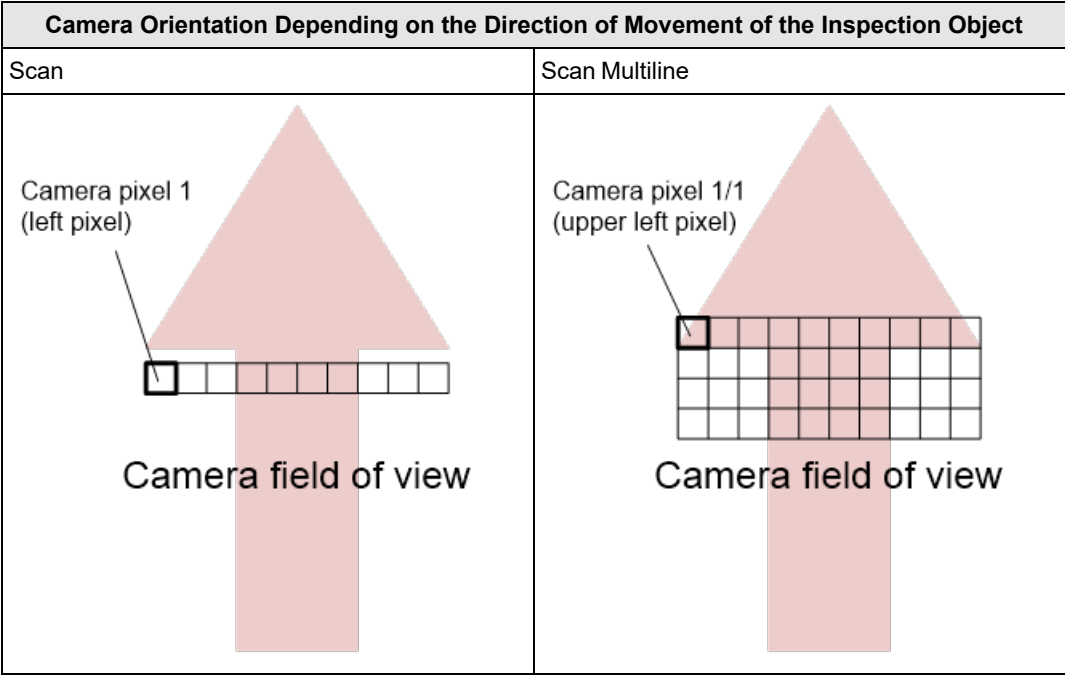 Camera Orientation Depending on the Direction of Movement of the Inspection Object
Scan
Scan Multiline
Camera pixel 1
(left pixel)
Camera field of view
Camera pixel 1/1
(upper left pixel)
Camera field of view